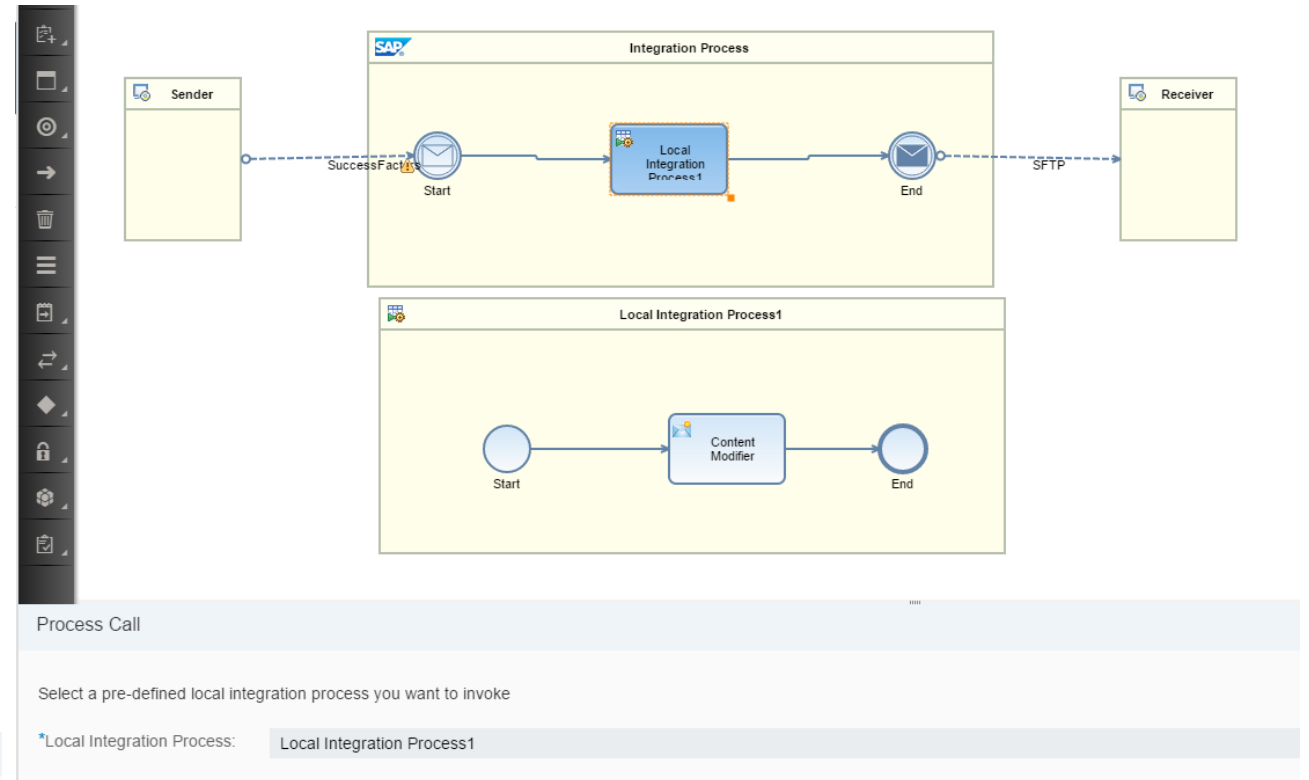 SAP
Integration Process
Sender
Receiver
Local
Integration
Process1
SuccessFactors
SFTP
Start
End
Local Integration Process1
Content
Modifier
Start
End
Process Call
Select a pre-defined local integration process you want to invoke
*Local Integration Process: Local Integration Process1